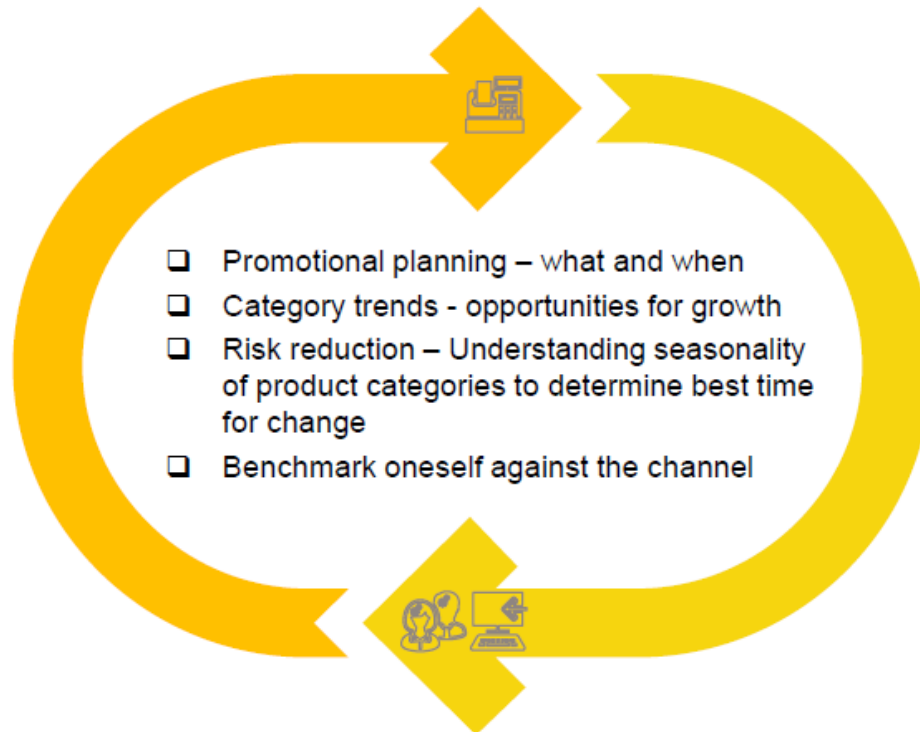 Promotional planning – what and when
Category trends - opportunities for growth
Risk reduction – Understanding seasonality
of product categories to determine best time
for change
Benchmark oneself against the channel